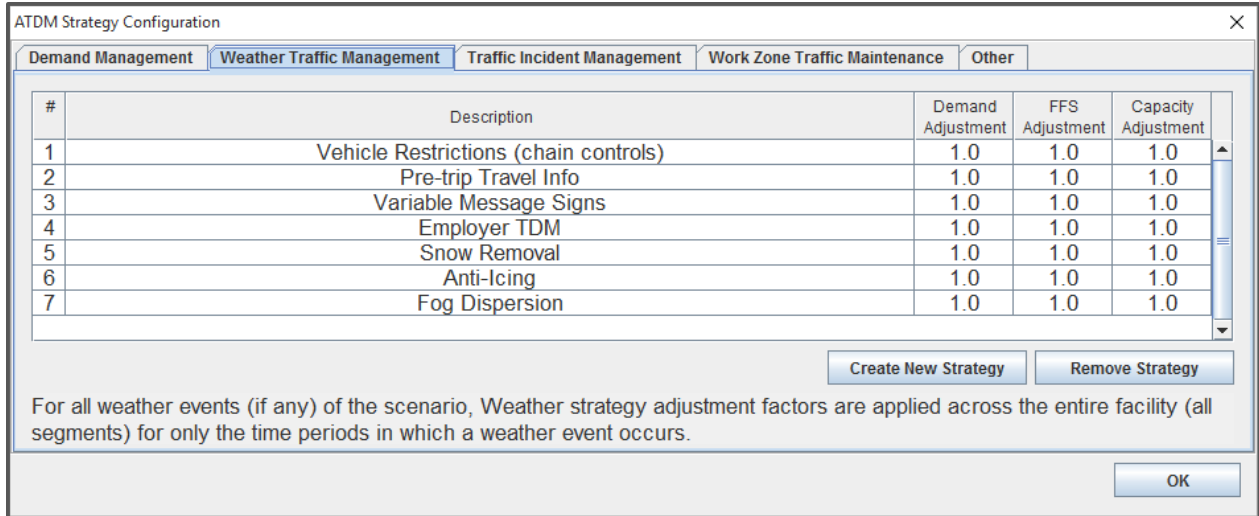 ATDM Strategy Configuration
Demand Management Weather Traffic Management Traffic Incident Management Work Zone Traffic Maintenance Other
# Description Demand Adjustment FFS Adjustment Capacity Adjustment
1 Vehicle Restrictions (chain controls) 1.0 1.0 1.0
2 Pre-trip Travel Info 1.0 1.0 1.0
3 Variable Message Signs 1.0 1.0 1.0
4 Employer TDM 1.0 1.0 1.0
5 Snow Removal 1.0 1.0 1.0
6 Anti-Icing 1.0 1.0 1.0
7 Fog Dispersion 1.0 1.0 1.0
Create New Strategy Remove Strategy
For all weather events (if any) of the scenario, Weather strategy adjustment factors are applied across the entire facility (all
segments) for only the time periods in which a weather event occurs.
OK